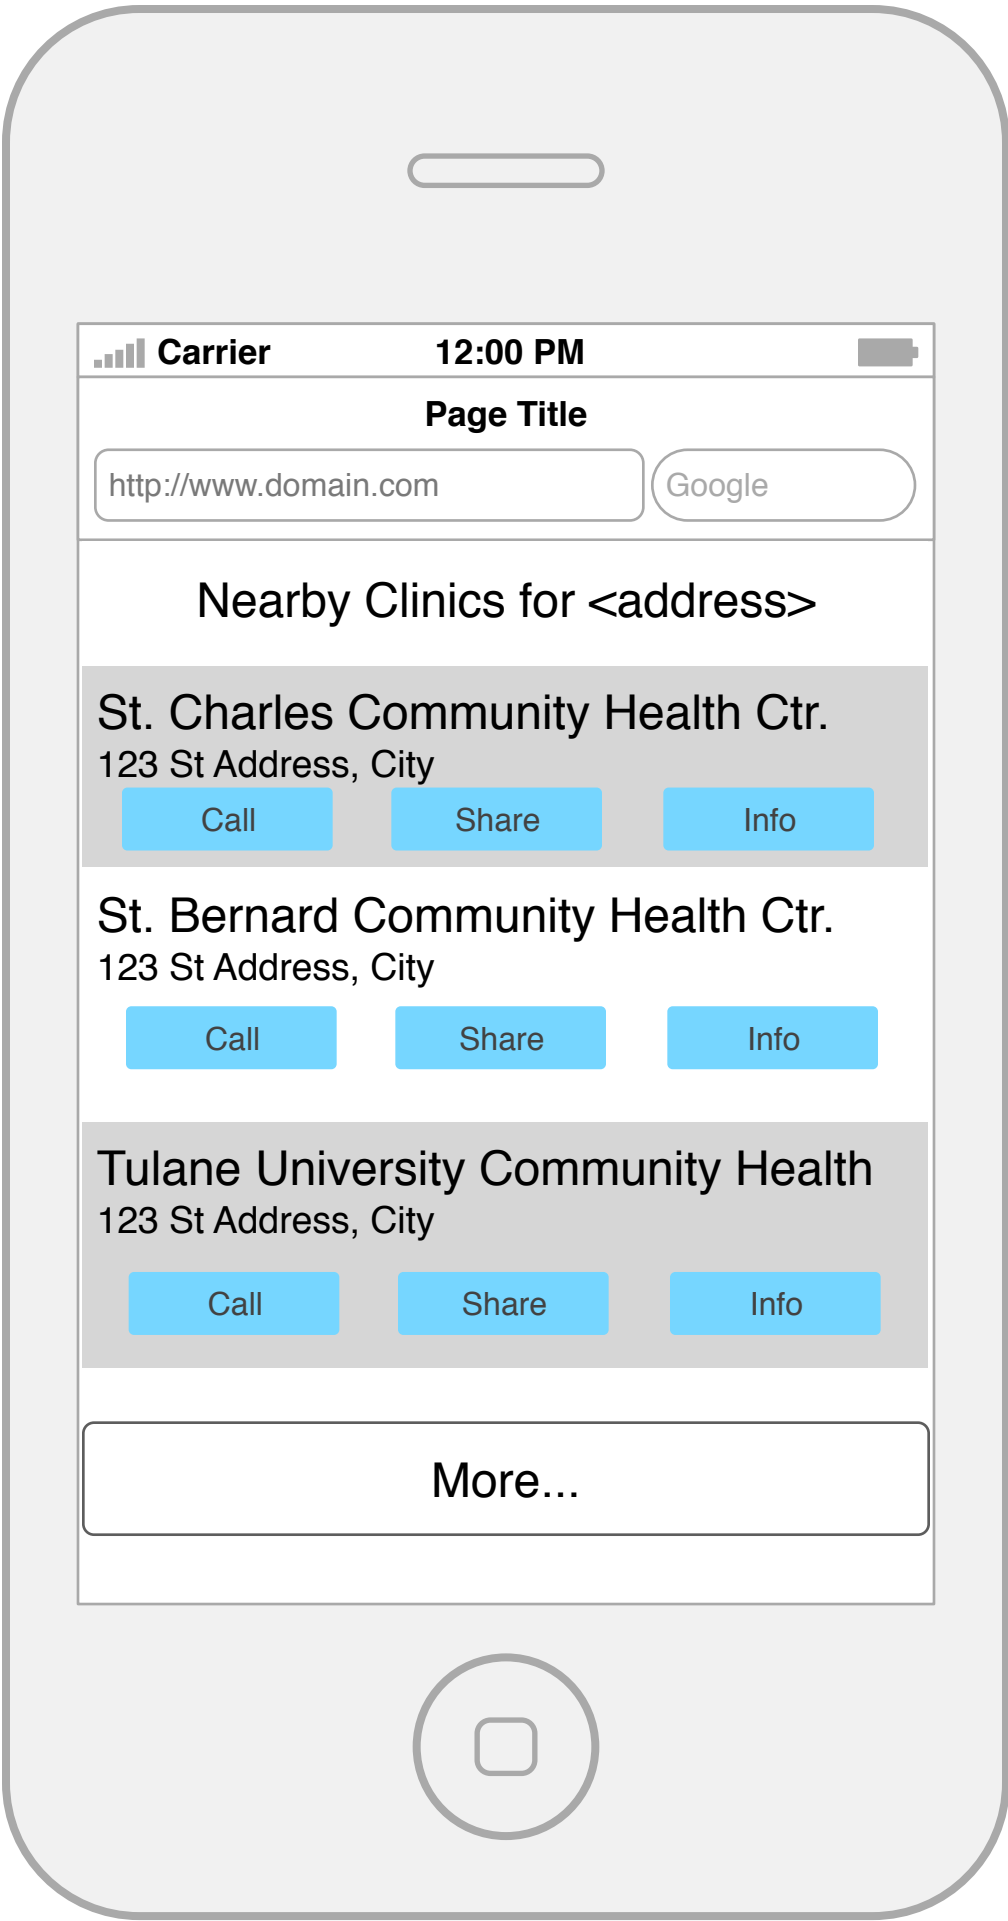 Carrier 12:00 PM
Page Title
http://www.domain.com Google
Nearby Clinics for <address>
St. Charles Community Health Ctr.
123 St Address, City
Call Share Info
St. Bernard Community Health Ctr.
123 St Address, City
Call Share Info
Tulane University Community Health
123 St Address, City
Call Share Info
More...